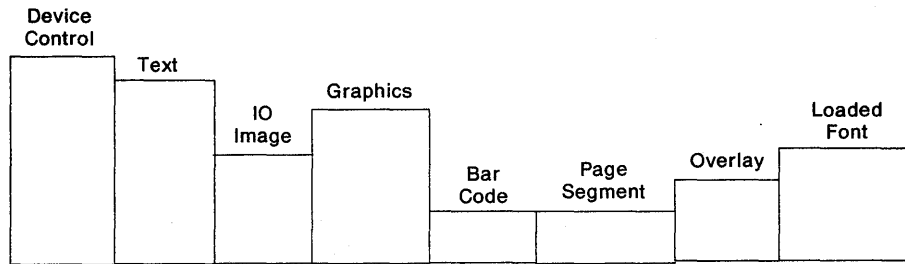 Device
Control
Text
IO
Image
Graphics
Bar
Code
Page
Segment
Overlay
Loaded
Font